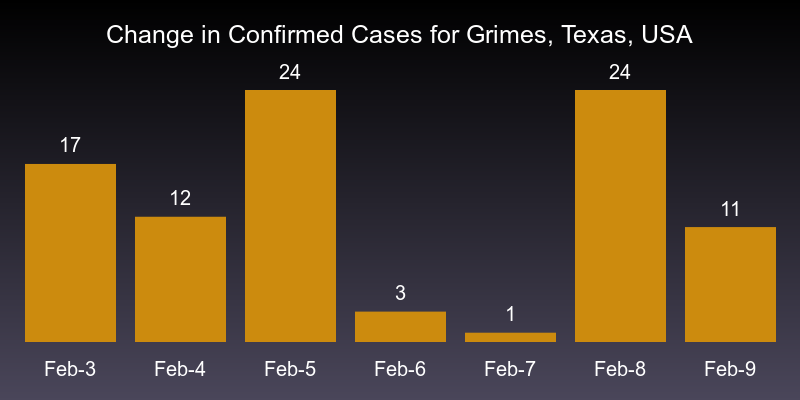 Change in Confirmed Cases for Grimes, Texas, USA
24 24
17
12 11
3
1
Feb-3 Feb-4 Feb-5 Feb-6 Feb-7 Feb-8 Feb-9